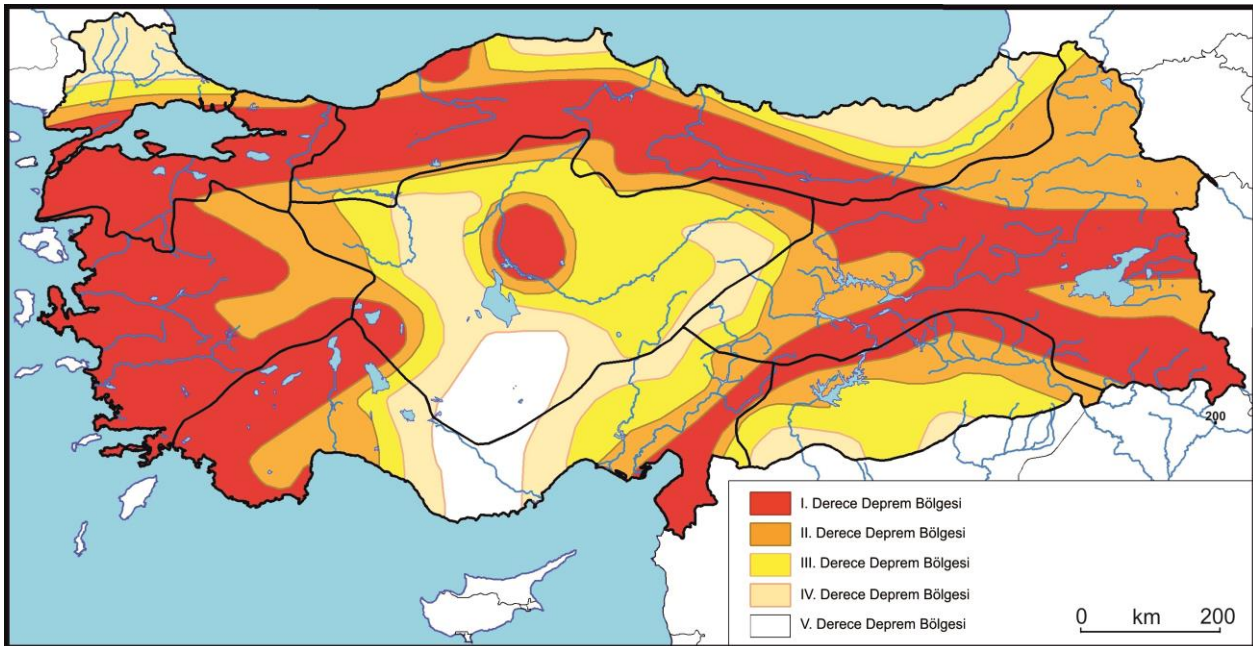 200
I. Derece Deprem Bölgesi
II. Derece Deprem Bölgesi
III. Derece Deprem Bölgesi
IV. Derece Deprem Bölgesi
V. Derece Deprem Bölgesi
0 km 200